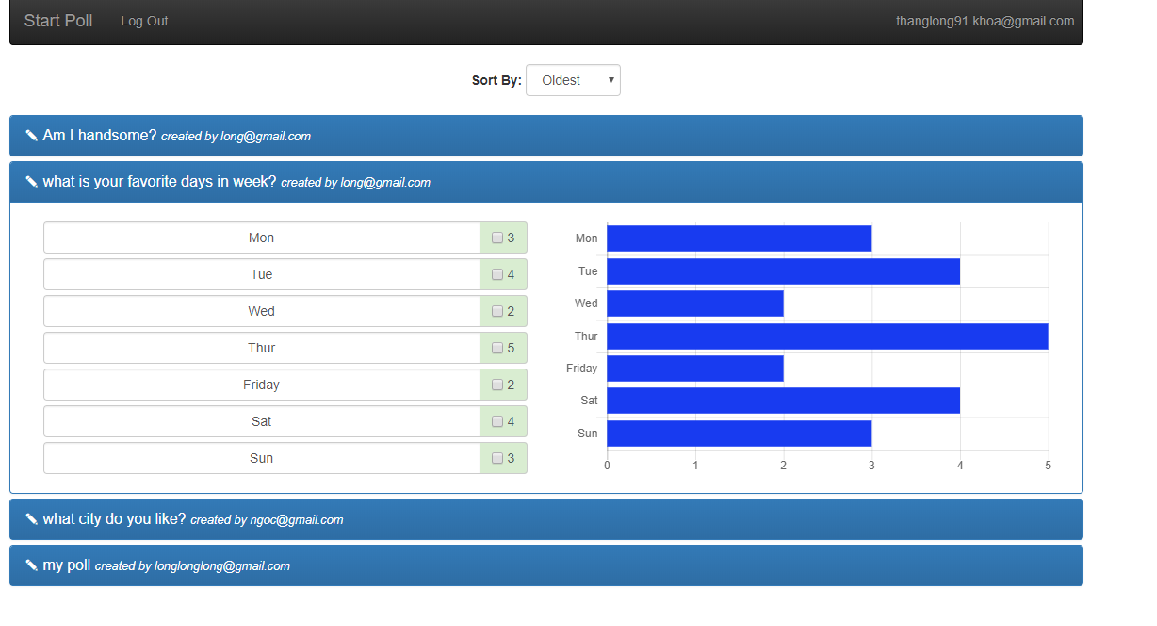 Start Poll Log Out thanglong91.khoa@gmail.com
Sort By: Oldest
Am I handsome? created by long@gmail.com
what is your favorite days in week? created by long@gmail.com
Mon 3
Tue 4
Wed 2
Thur 5
Friday 2
Sat 4
Sun 3
Mon
Tue
Wed
Thur
Friday
Sat
Sun
0 1 2 3 4 5
what city do you like? created by ngoc@gmail.com
my poll created by longlonglong@gmail.com